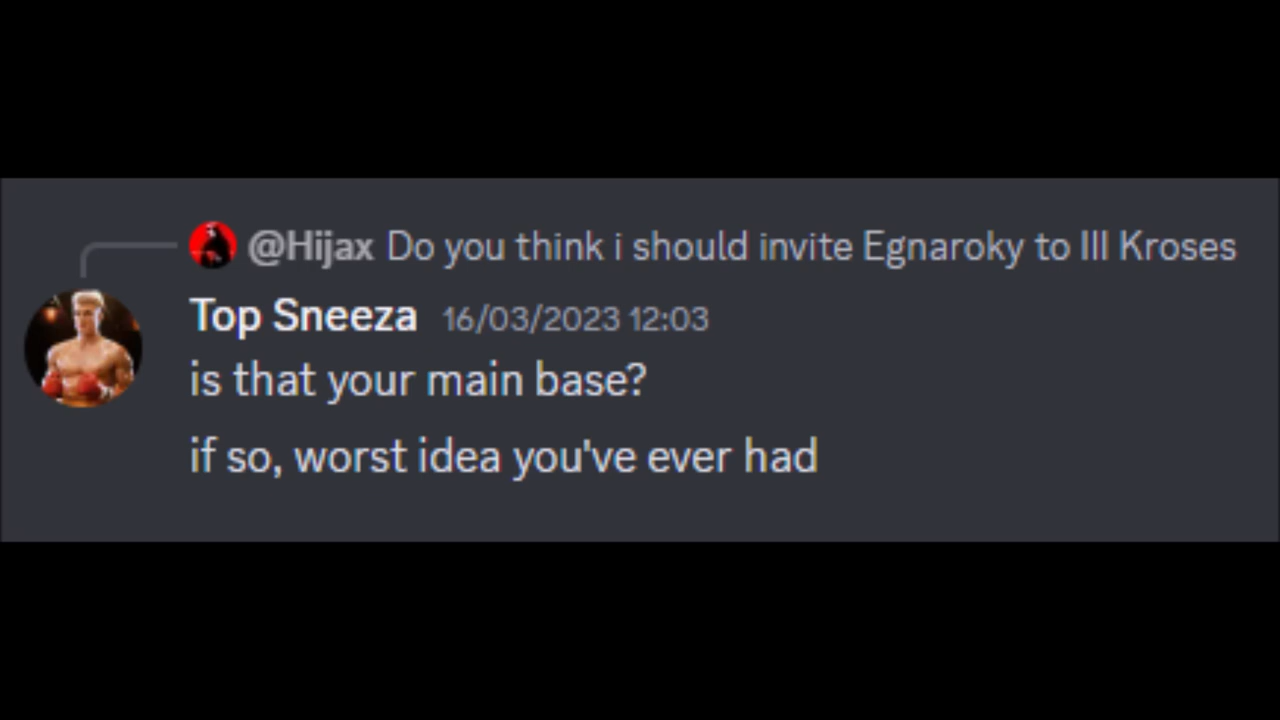 @Hijax Do you think i should invite Egnaroky to III Kroses
Top Sneeza 16/03/2023 12:03
is that your main base?
if so, worst idea you've ever had